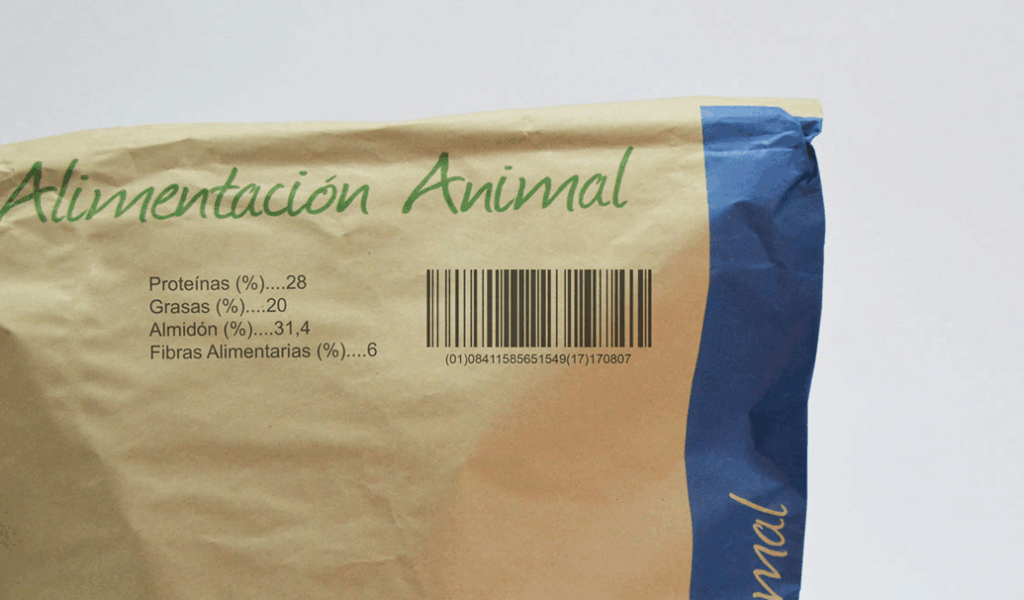 Alimentación Animal
Proteínas (%)....28
Grasas (%)....20
Almidón (%)....31,4
Fibras Alimentarias (%)....6
(01)08411585651549(17)170807
mal